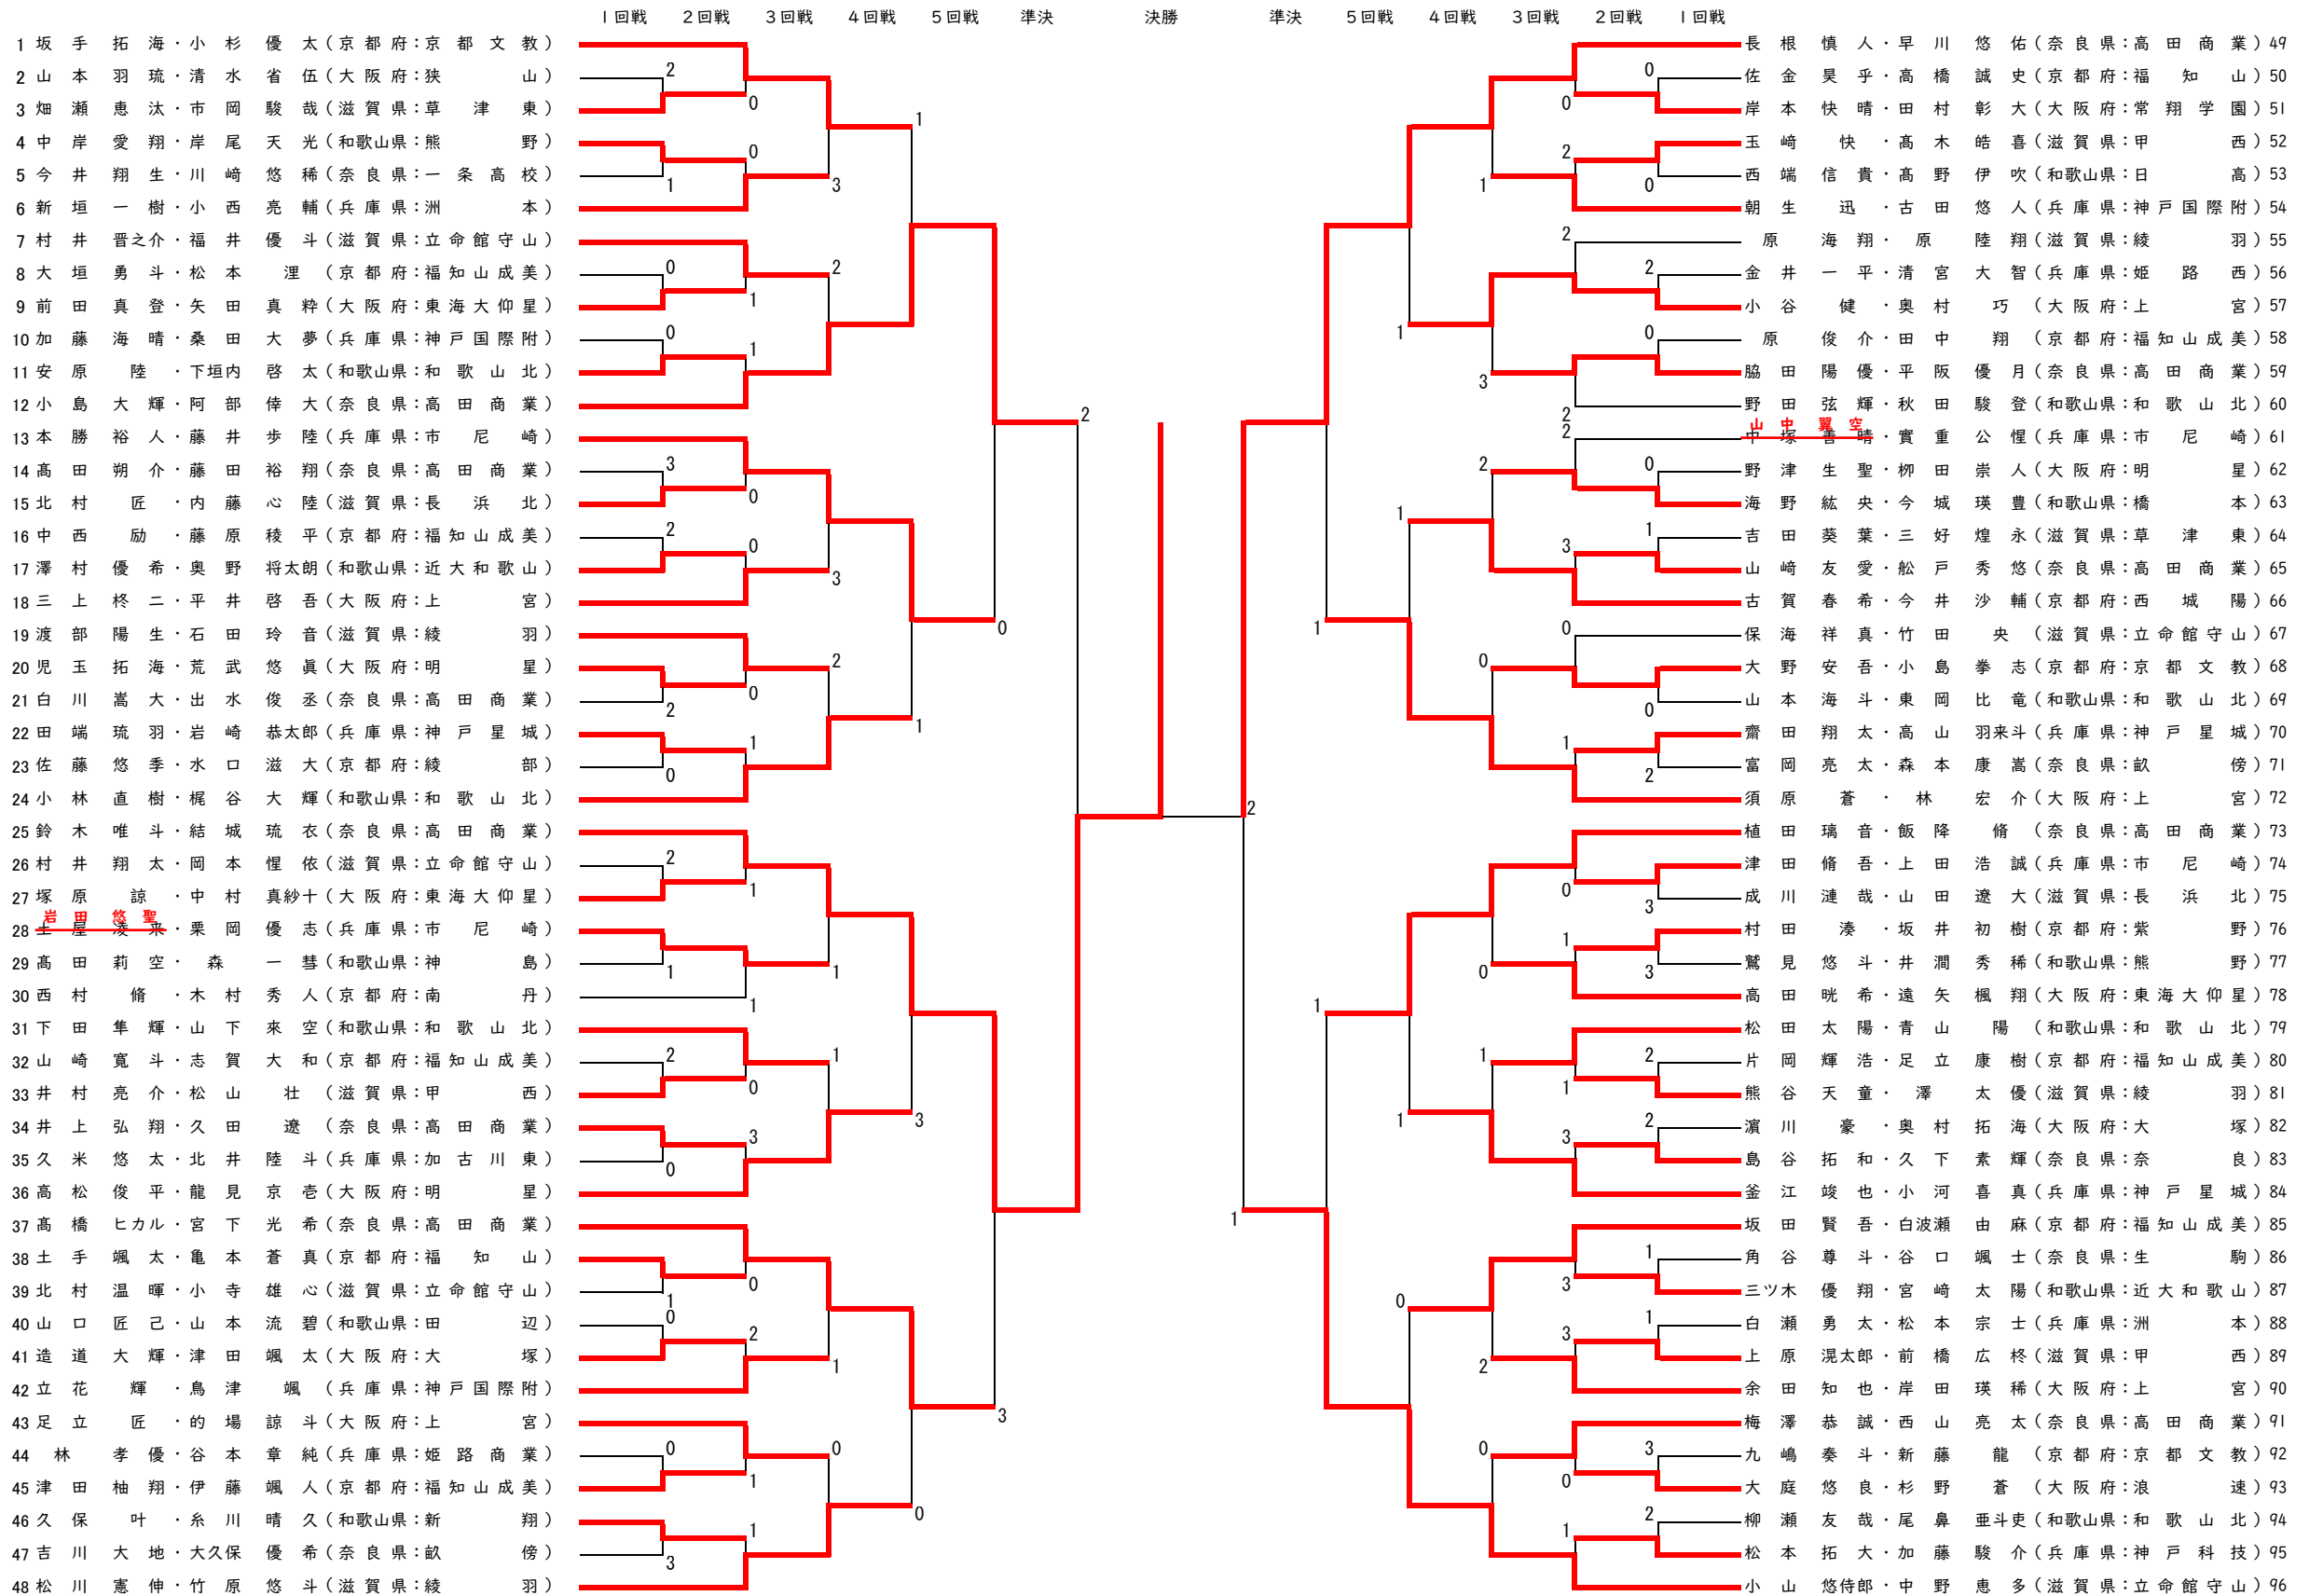 1回戦 2回戦 3回戦 4回戦 5回戦 準決 決勝 準決 5回戦 4回戦 3回戦 2回戦 1回戦
1 坂手拓海・小杉優太(京都府:京都文教)
2 山本羽琉・清水省伍(大阪府:狭山)
3 畑瀬恵汰・市岡駿哉(滋賀県:草津東)
4 中岸愛翔・岸尾天光(和歌山県:熊野)
5 今井翔生・川﨑悠稀(奈良県:一条高校)
6 新垣一樹・小西亮輔(兵庫県:洲本)
7 村井晋之介・福井優斗(滋賀県:立命館守山)
8 大垣勇斗・松本浬(京都府:福知山成美)
9 前田真登・矢田真粋(大阪府:東海大仰星)
10 加藤海晴・桑田大夢(兵庫県:神戸国際附)
11 安原陸・下垣内啓太(和歌山県:和歌山北)
12 小島大輝・阿部倖大(奈良県:高田商業)
13 本勝裕人・藤井歩陸(兵庫県:市尼崎)
14 髙田朔介・藤田裕翔(奈良県:高田商業)
15 北村匠・内藤心陸(滋賀県:長浜北)
16 中西励・藤原稜平(京都府:福知山成美)
17 澤村優希・奥野将太朗(和歌山県:近大和歌山)
18 三上柊二・平井啓吾(大阪府:上宮)
19 渡部陽生・石田玲音(滋賀県:綾羽)
20 児玉拓海・荒武悠眞(大阪府:明星)
21 白川嵩大・出水俊丞(奈良県:高田商業)
22 田端琉羽・岩崎恭太郎(兵庫県:神戸星城)
23 佐藤悠季・水口滋大(京都府:綾部)
24 小林直樹・梶谷大輝(和歌山県:和歌山北)
25 鈴木唯斗・結城琉衣(奈良県:高田商業)
26 村井翔太・岡本惺依(滋賀県:立命館守山)
27 塚原諒・中村真紗十(大阪府:東海大仰星)
岩田悠聖
28 土屋凌来・栗岡優志(兵庫県:市尼崎)
29 髙田莉空・森一彗(和歌山県:神島)
30 西村脩・木村秀人(京都府:南丹)
31 下田隼輝・山下來空(和歌山県:和歌山北)
32 山崎寛斗・志賀大和(京都府:福知山成美)
33 井村亮介・松山壮(滋賀県:甲西)
34 井上弘翔・久田遼(奈良県:高田商業)
35 久米悠太・北井陸斗(兵庫県:加古川東)
36 高松俊平・龍見京壱(大阪府:明星)
37 髙橋ヒカル・宮下光希(奈良県:高田商業)
38 土手颯太・亀本蒼真(京都府:福知山)
39 北村温暉・小寺雄心(滋賀県:立命館守山)
40 山口匠己・山本流碧(和歌山県:田辺)
41 造道大輝・津田颯太(大阪府:大塚)
42 立花輝・鳥津颯(兵庫県:神戸国際附)
43 足立匠・的場諒斗(大阪府:上宮)
44 林孝優・谷本章純(兵庫県:姫路商業)
45 津田柚翔・伊藤颯人(京都府:福知山成美)
46 久保叶・糸川晴久(和歌山県:新翔)
47 吉川大地・大久保優希(奈良県:畝傍)
48 松川憲伸・竹原悠斗(滋賀県:綾羽)
長根慎人・早川悠佑(奈良県:高田商業)49
佐金昊乎・高橋誠史(京都府:福知山)50
岸本快晴・田村彰大(大阪府:常翔学園)51
玉﨑快・髙木皓喜(滋賀県:甲西)52
西端信貴・髙野伊吹(和歌山県:日高)53
朝生迅・古田悠人(兵庫県:神戸国際附)54
原海翔・原陸翔(滋賀県:綾羽)55
金井一平・清宮大智(兵庫県:姫路西)56
小谷健・奥村巧(大阪府:上宮)57
原俊介・田中翔(京都府:福知山成美)58
脇田陽優・平阪優月(奈良県:高田商業)59
野田弦輝・秋田駿登(和歌山県:和歌山北)60
山中翼空
中塚善晴・實重公惺(兵庫県:市尼崎)61
野津生聖・栁田崇人(大阪府:明星)62
海野紘央・今城瑛豊(和歌山県:橋本)63
吉田葵葉・三好煌永(滋賀県:草津東)64
山﨑友愛・舩戸秀悠(奈良県:高田商業)65
古賀春希・今井沙輔(京都府:西城陽)66
保海祥真・竹田央(滋賀県:立命館守山)67
大野安吾・小島拳志(京都府:京都文教)68
山本海斗・東岡比竜(和歌山県:和歌山北)69
齋田翔太・高山羽来斗(兵庫県:神戸星城)70
富岡亮太・森本康嵩(奈良県:畝傍)71
須原蒼・林宏介(大阪府:上宮)72
植田璃音・飯降脩(奈良県:高田商業)73
津田脩吾・上田浩誠(兵庫県:市尼崎)74
成川漣哉・山田遼大(滋賀県:長浜北)75
村田湊・坂井初樹(京都府:紫野)76
鷲見悠斗・井澗秀稀(和歌山県:熊野)77
高田晄希・遠矢楓翔(大阪府:東海大仰星)78
松田太陽・青山陽(和歌山県:和歌山北)79
片岡輝浩・足立康樹(京都府:福知山成美)80
熊谷天童・澤太優(滋賀県:綾羽)81
濵川豪・奥村拓海(大阪府:大塚)82
島谷拓和・久下素輝(奈良県:奈良)83
釜江竣也・小河喜真(兵庫県:神戸星城)84
坂田賢吾・白波瀬由麻(京都府:福知山成美)85
角谷尊斗・谷口颯士(奈良県:生駒)86
三ツ木優翔・宮﨑太陽(和歌山県:近大和歌山)87
白瀬勇太・松本宗士(兵庫県:洲本)88
上原滉太郎・前橋広柊(滋賀県:甲西)89
余田知也・岸田瑛稀(大阪府:上宮)90
梅澤恭誠・西山亮太(奈良県:高田商業)91
九嶋奏斗・新藤龍(京都府:京都文教)92
大庭悠良・杉野蒼(大阪府:浪速)93
柳瀬友哉・尾鼻亜斗吏(和歌山県:和歌山北)94
松本拓大・加藤駿介(兵庫県:神戸科技)95
小山悠侍郎・中野恵多(滋賀県:立命館守山)96